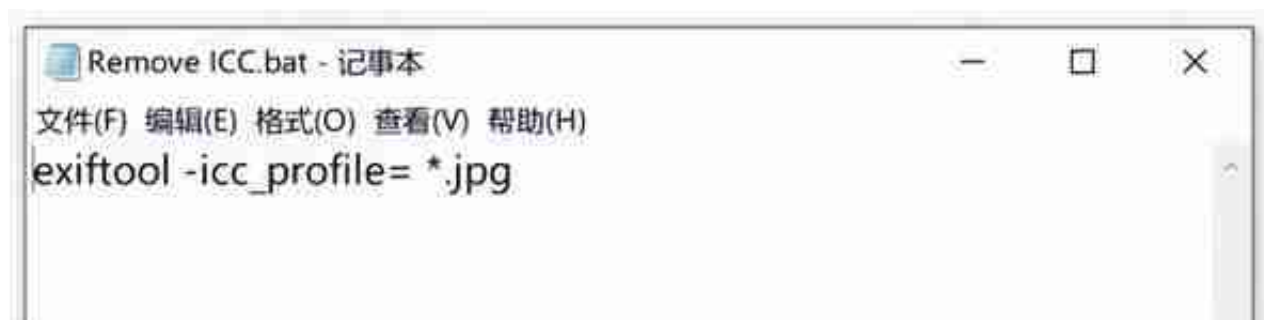 Remove ICC.bat - 记事本
文件(F) 编辑(E) 格式(O) 查看(V) 帮助(H)
exiftool -icc_profile= *.jpg